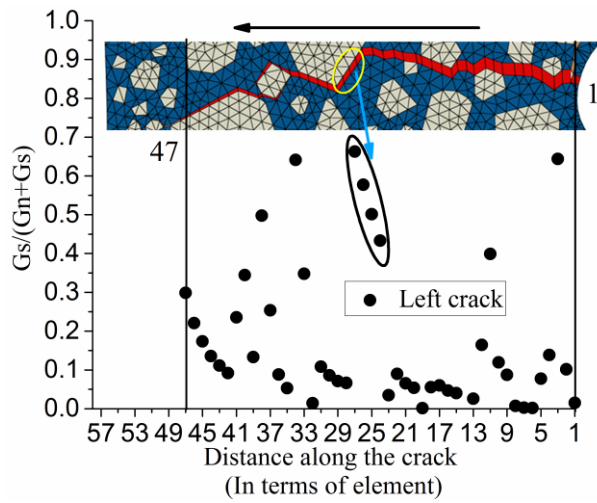 1.0
0.9
0.8
0.7
0.6
0.5
0.4
0.3
0.2
0.1
0.0
Gs/(Gn+Gs)
1
47
Left crack
57 53 49 45 41 37 33 29 25 21 17 13 9 5 1
Distance along the crack
(In terms of element)